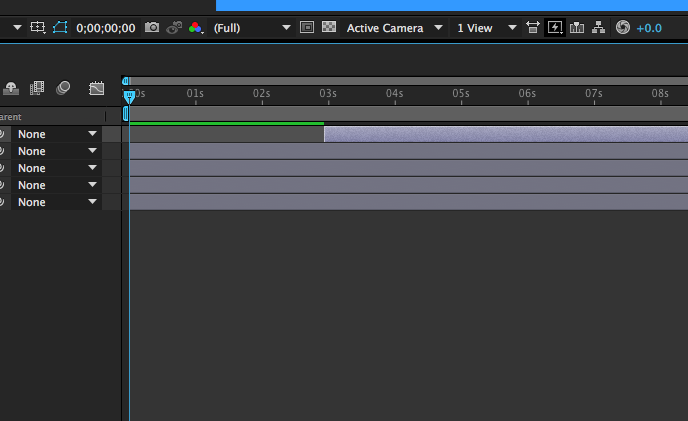 0;00;00;00 (Full) Active Camera 1 View +0.0
0s 01s 02s 03s 04s 05s 06s 07s 08s
arent
None
None
None
None
None